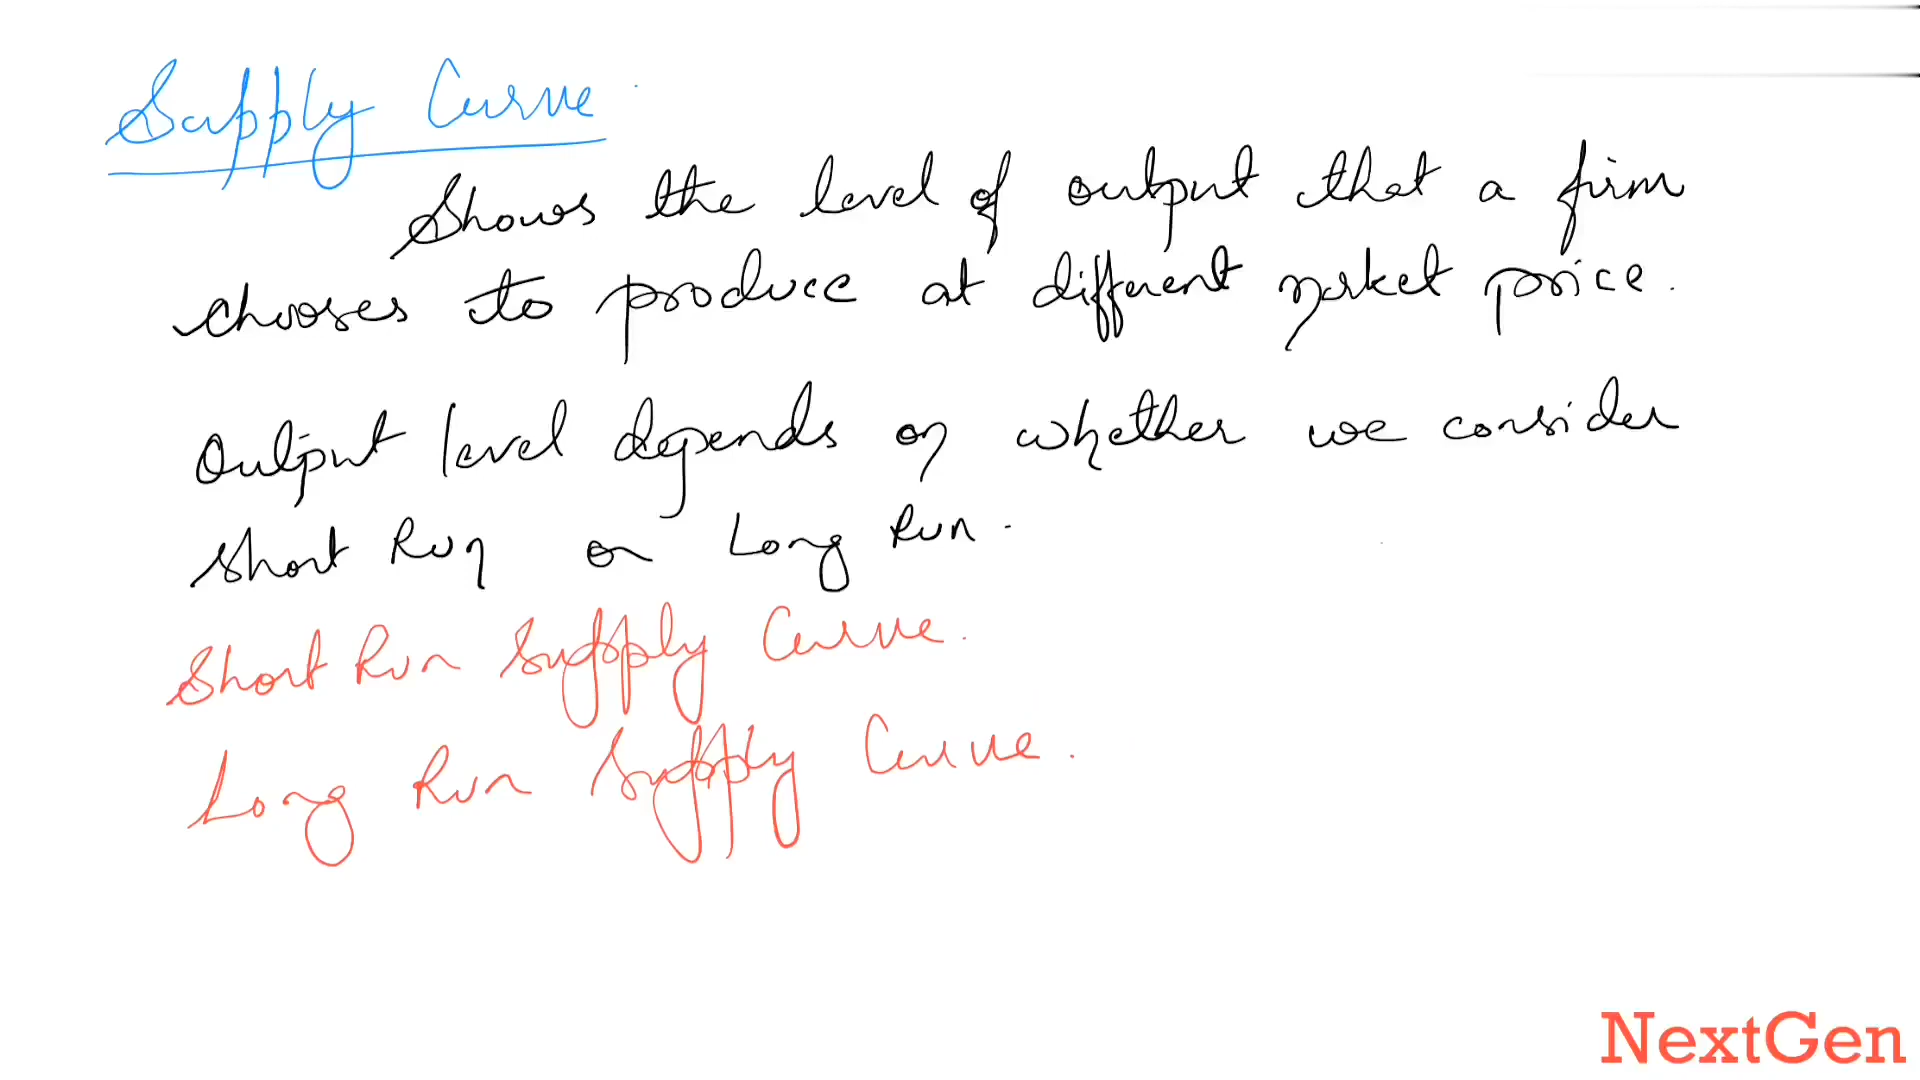 Supply Curve.
Shows the level of output that a firm
chooses to produce at different market price.
Output level depends on whether we consider
Short Run or Long Run.
Short Run Supply Curve.
Long Run Supply Curve.
NextGen